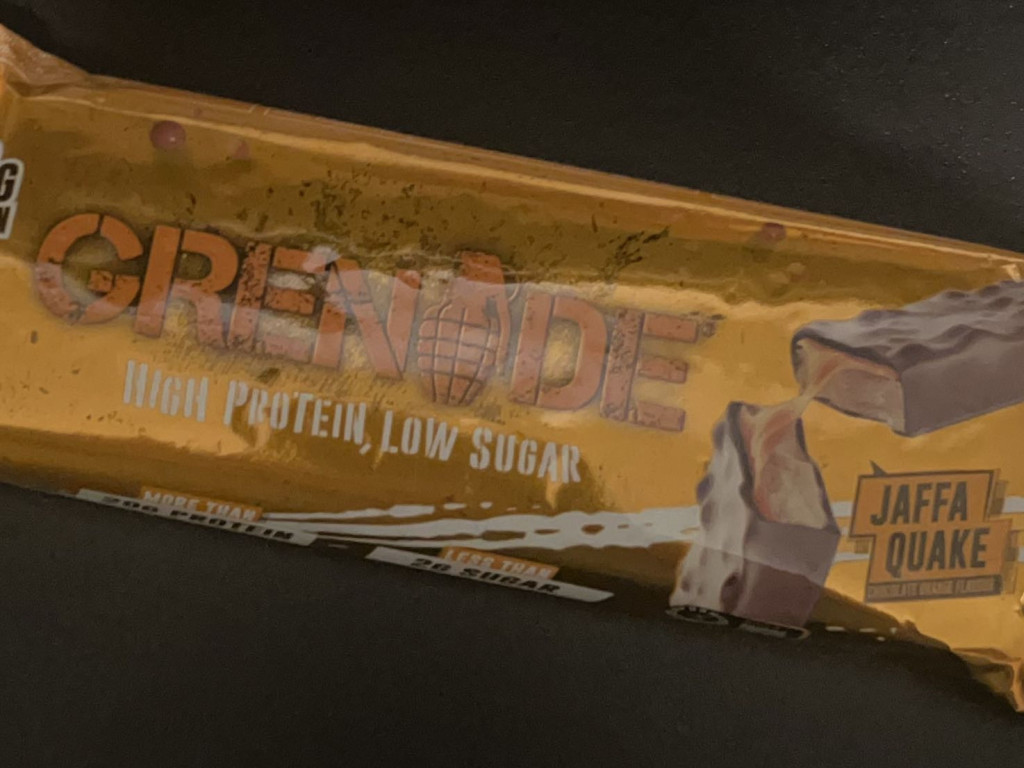 G
N
GRENADE
HIGH PROTEIN, LOW SUGAR
MORE THAN
20G PROTEIN
LESS THAN
2G SUGAR
JAFFA
QUAKE
CHOCOLATE ORANGE FLAVOUR